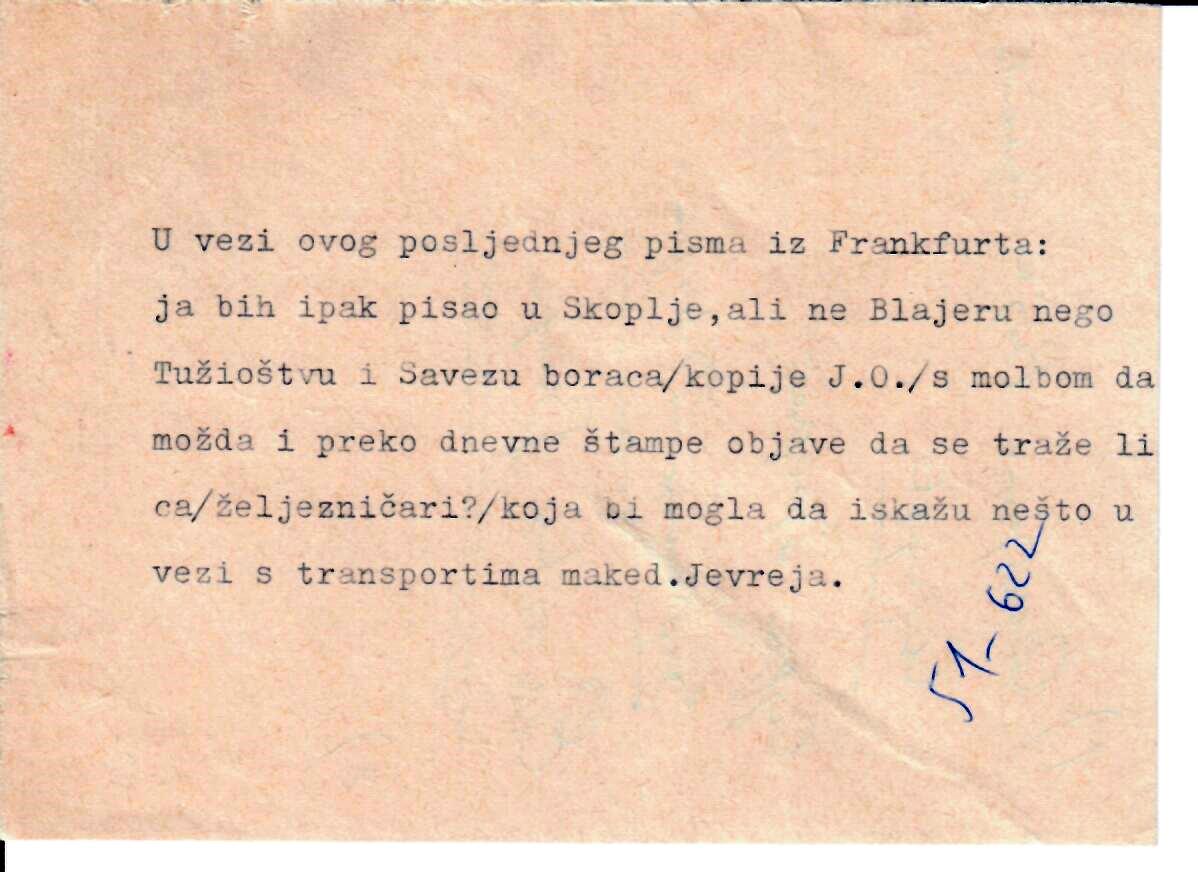 U vezi ovog posljednjeg pisma iz Frankfurta:
ja bih ipak pisao u Skoplje,ali ne Blajeru nego
Tužioštvu i Savezu boraca/kopije J.O./s molbom da
možda i preko dnevne štampe objave da se traže li
ca/željezničari?/koja bi mogla da iskažu nešto u
vezi s transportima maked.Jevreja.
51-622